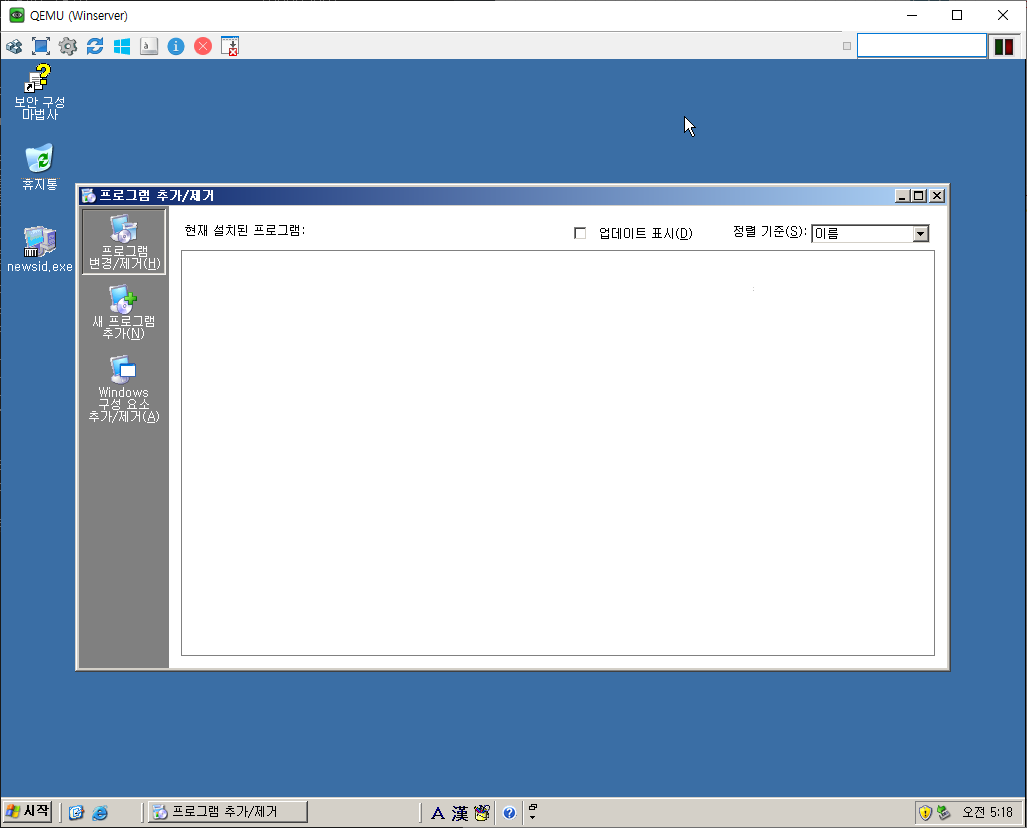 QEMU (Winserver)
보안 구성
마법사
휴지통
newsid.exe
프로그램 추가/제거
프로그램
변경/제거(H)
새 프로그램
추가(N)
Windows
구성 요소
추가/제거(A)
현재 설치된 프로그램:
업데이트 표시(D)
정렬 기준(S):
이름
시작
프로그램 추가/제거
A 漢
오전 5:18